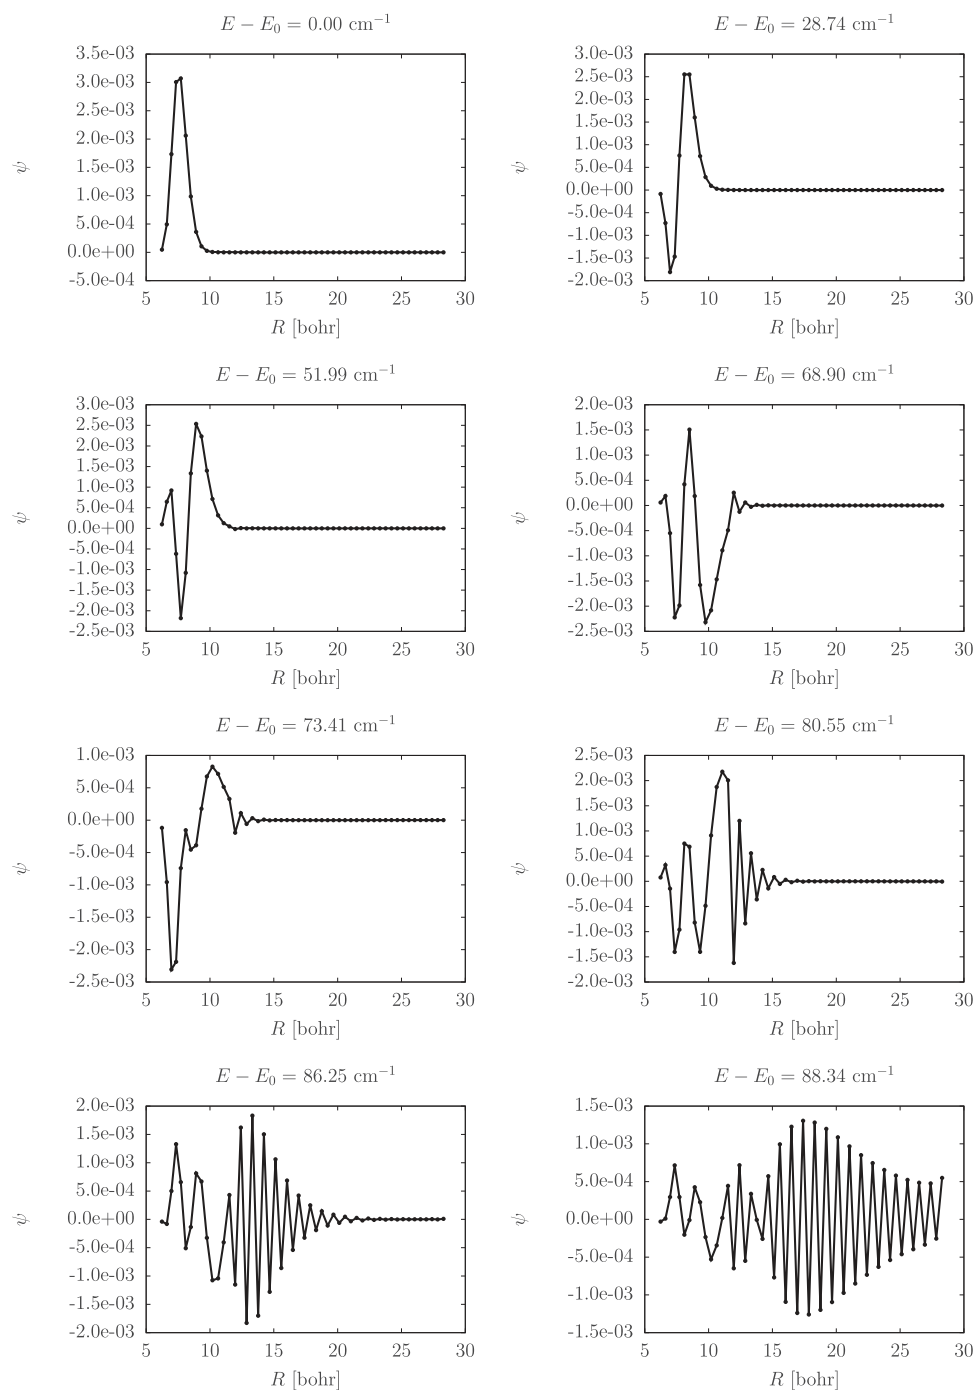 E − E₀ = 0.00 cm⁻¹
3.5e-03
3.0e-03
2.5e-03
2.0e-03
1.5e-03
1.0e-03
5.0e-04
0.0e+00
-5.0e-04
ψ
5 10 15 20 25 30
R [bohr]
E − E₀ = 28.74 cm⁻¹
3.0e-03
2.5e-03
2.0e-03
1.5e-03
1.0e-03
5.0e-04
0.0e+00
-5.0e-04
-1.0e-03
-1.5e-03
-2.0e-03
ψ
5 10 15 20 25 30
R [bohr]
E − E₀ = 51.99 cm⁻¹
3.0e-03
2.5e-03
2.0e-03
1.5e-03
1.0e-03
5.0e-04
0.0e+00
-5.0e-04
-1.0e-03
-1.5e-03
-2.0e-03
-2.5e-03
ψ
5 10 15 20 25 30
R [bohr]
E − E₀ = 68.90 cm⁻¹
2.0e-03
1.5e-03
1.0e-03
5.0e-04
0.0e+00
-5.0e-04
-1.0e-03
-1.5e-03
-2.0e-03
-2.5e-03
ψ
5 10 15 20 25 30
R [bohr]
E − E₀ = 73.41 cm⁻¹
1.0e-03
5.0e-04
0.0e+00
-5.0e-04
-1.0e-03
-1.5e-03
-2.0e-03
-2.5e-03
ψ
5 10 15 20 25 30
R [bohr]
E − E₀ = 80.55 cm⁻¹
2.5e-03
2.0e-03
1.5e-03
1.0e-03
5.0e-04
0.0e+00
-5.0e-04
-1.0e-03
-1.5e-03
-2.0e-03
ψ
5 10 15 20 25 30
R [bohr]
E − E₀ = 86.25 cm⁻¹
2.0e-03
1.5e-03
1.0e-03
5.0e-04
0.0e+00
-5.0e-04
-1.0e-03
-1.5e-03
-2.0e-03
ψ
5 10 15 20 25 30
R [bohr]
E − E₀ = 88.34 cm⁻¹
1.5e-03
1.0e-03
5.0e-04
0.0e+00
-5.0e-04
-1.0e-03
-1.5e-03
ψ
5 10 15 20 25 30
R [bohr]